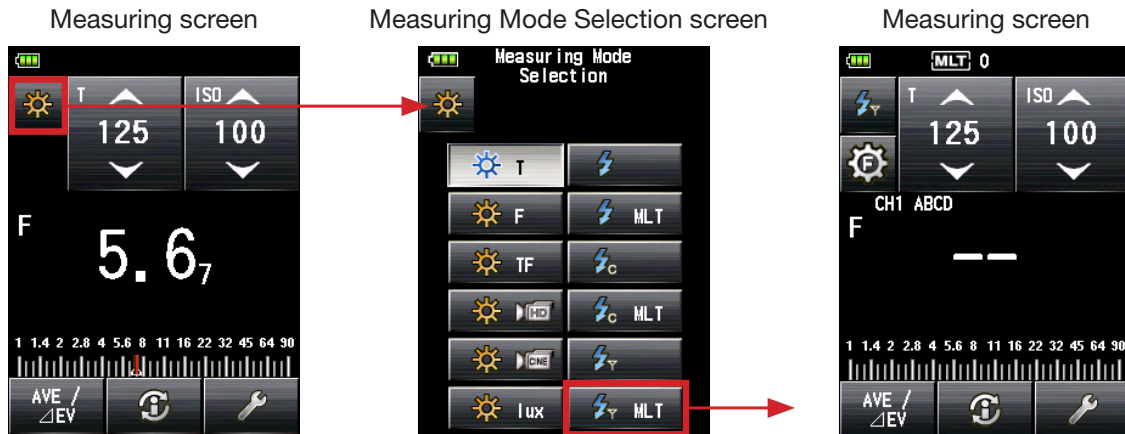 Measuring screen
Measuring Mode Selection screen
Measuring screen
T
125
ISO
100
F
5.6₇
1 1.4 2 2.8 4 5.6 8 11 16 22 32 45 64 90
AVE /
⊿EV
Measuring Mode
Selection
T
F
MLT
TF
C
HD
C MLT
CINE
lux
MLT
MLT 0
T
125
ISO
100
F
CH1 ABCD
F
--
1 1.4 2 2.8 4 5.6 8 11 16 22 32 45 64 90
AVE /
⊿EV